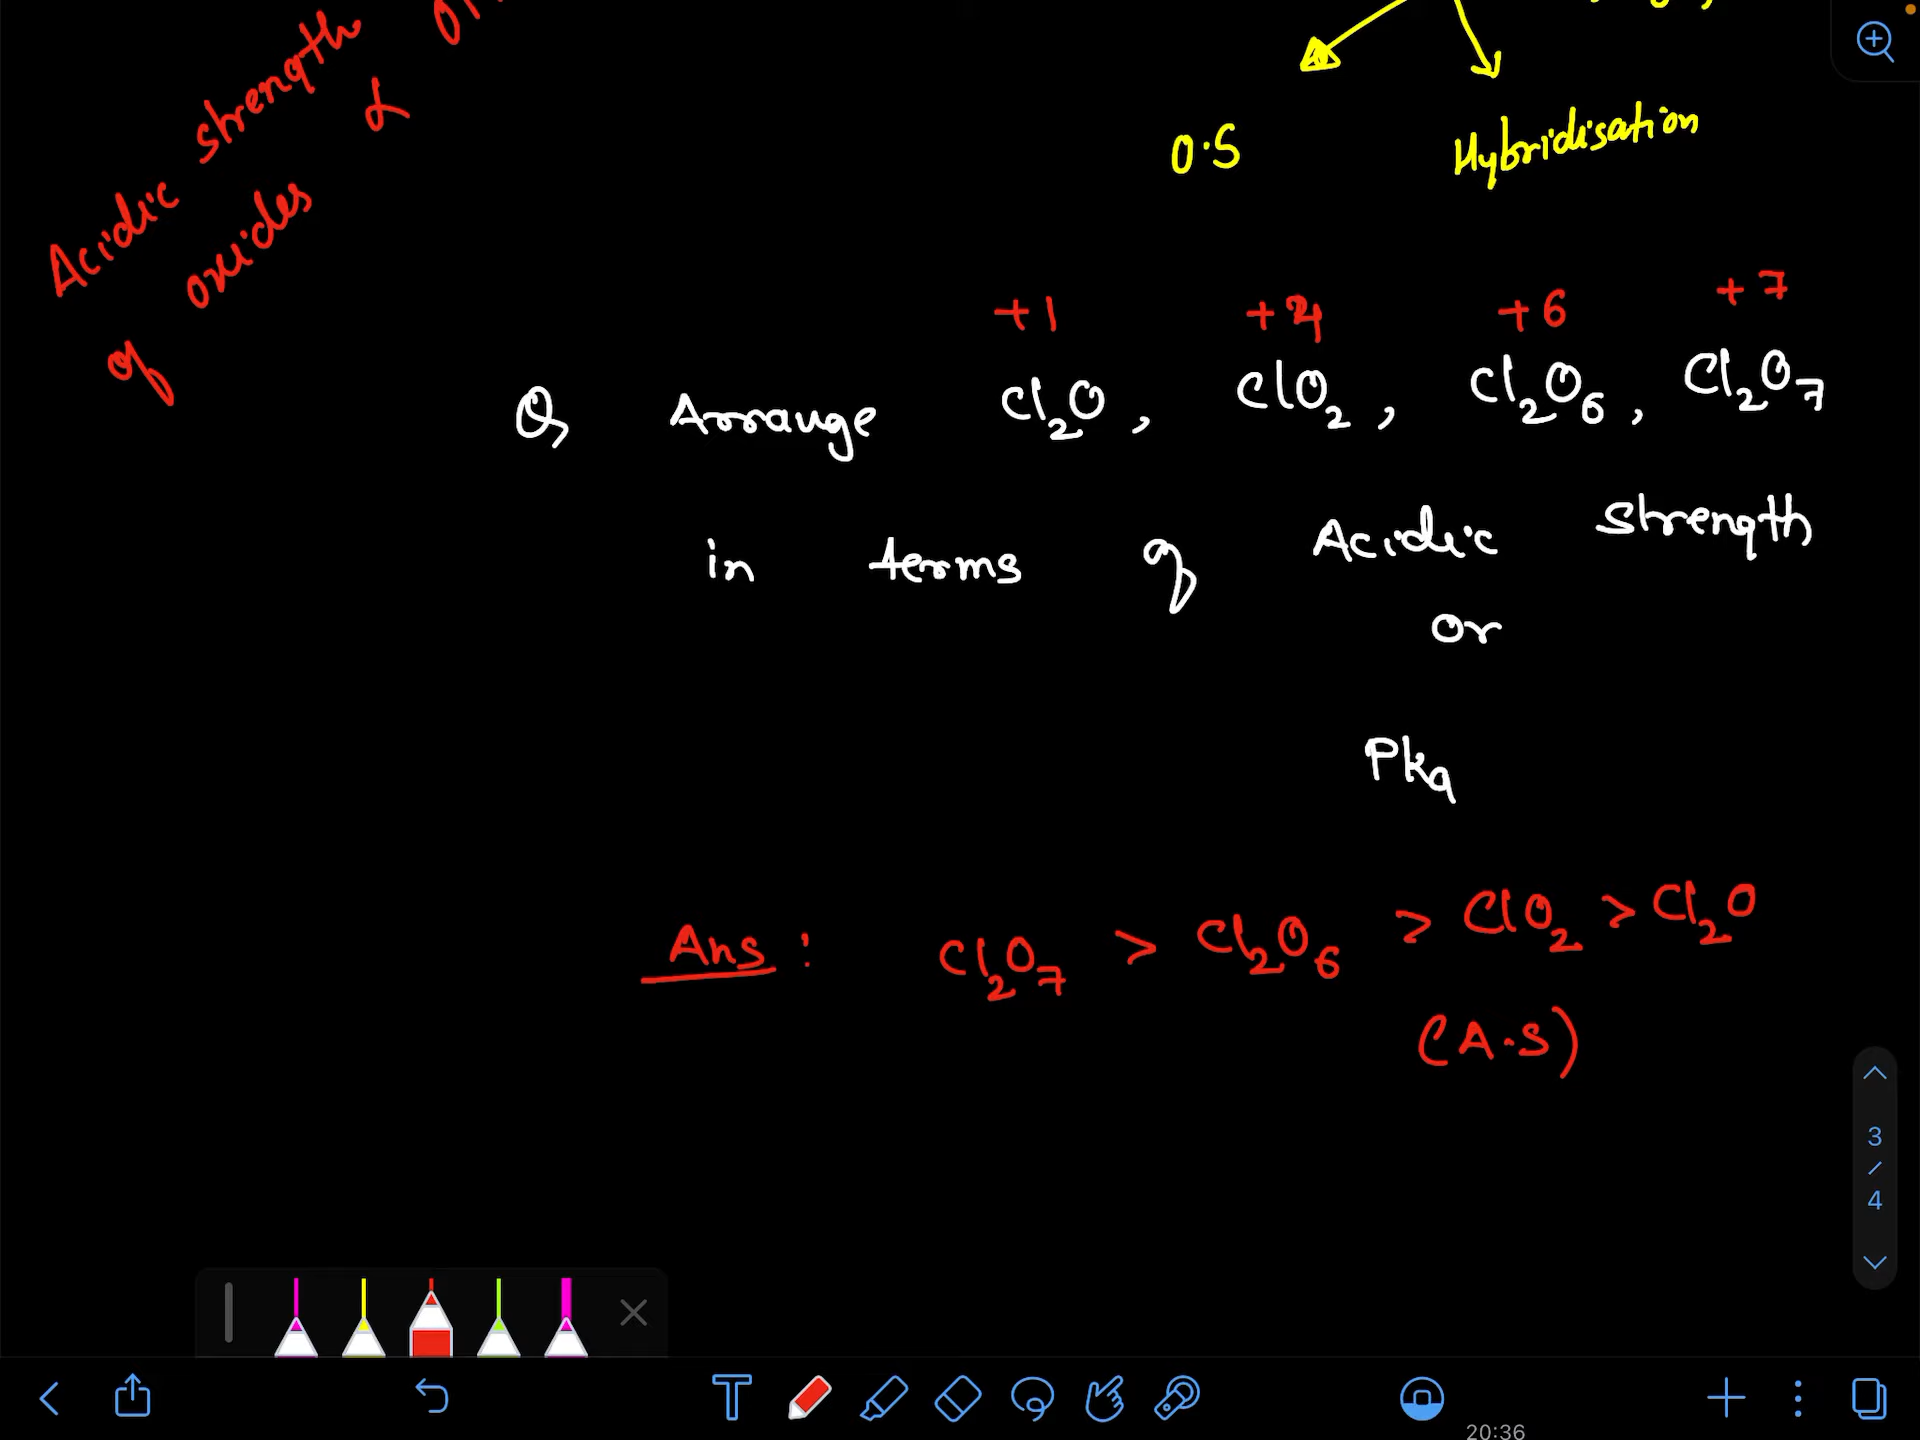 Acidic strength
of oxides
α
O.S
Hybridisation
+1 +4 +6 +7
Q Arrange Cl₂O, ClO₂, Cl₂O₆, Cl₂O₇
in terms of Acidic strength
or
Pka
Ans: Cl₂O₇ > Cl₂O₆ > ClO₂ > Cl₂O
(A.S)
3
/
4
20:36